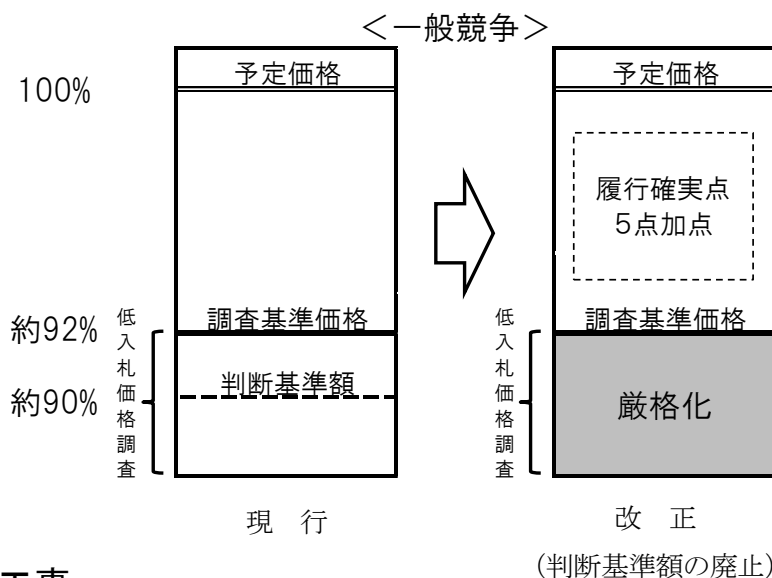 ＜一般競争＞
予定価格
100%
調査基準価格
約92%
判断基準額
約90%
低入札価格調査
現　行
予定価格
履行確実点
５点加点
調査基準価格
低入札価格調査
厳格化
改　正
(判断基準額の廃止)